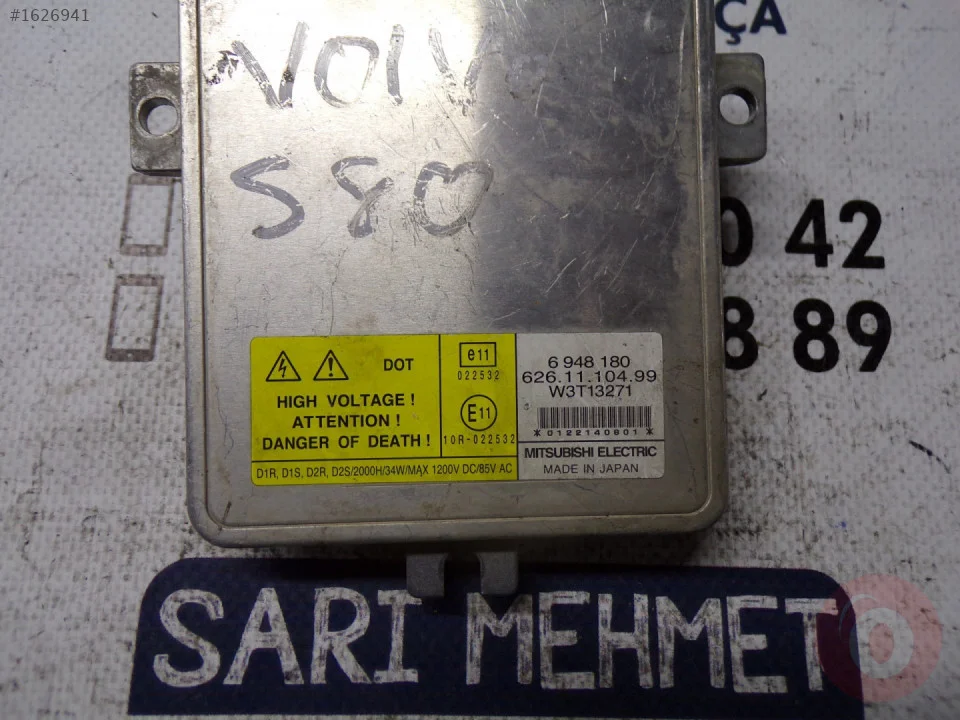 #1626941
ÇA
VOLV
S80
0 42
8 89
DOT
HIGH VOLTAGE !
ATTENTION !
DANGER OF DEATH !
e11
022532
E11
10R-022532
6 948 180
626.11.104.99
W3T13271
*0122140801*
MITSUBISHI ELECTRIC
MADE IN JAPAN
D1R, D1S, D2R, D2S/2000H/34W/MAX 1200V DC/85V AC
SARI MEHMET
o